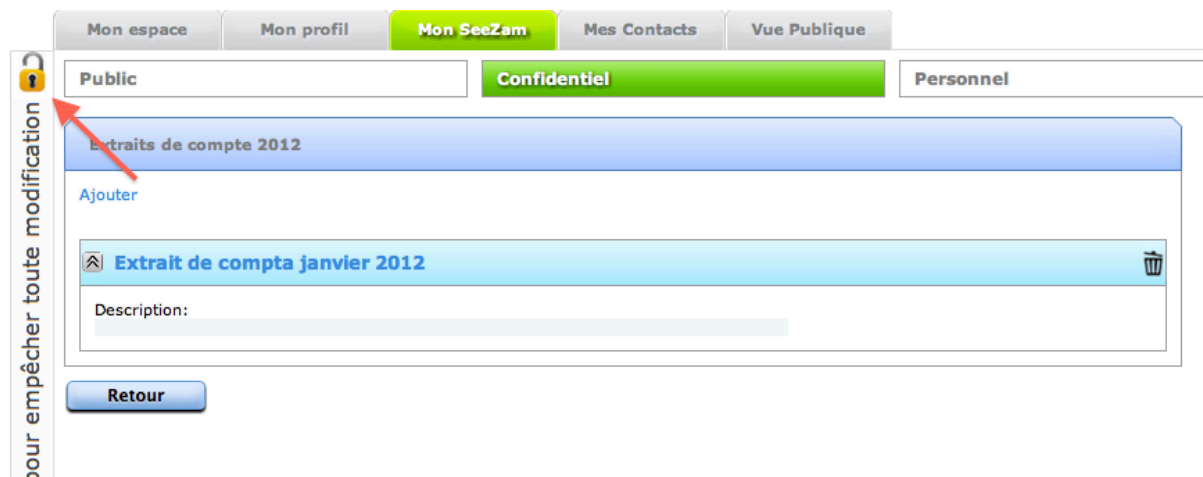 Mon espace Mon profil Mon SeeZam Mes Contacts Vue Publique
Public Confidentiel Personnel
pour empêcher toute modification
Extraits de compte 2012
Ajouter
Extrait de compta janvier 2012
Description:
Retour